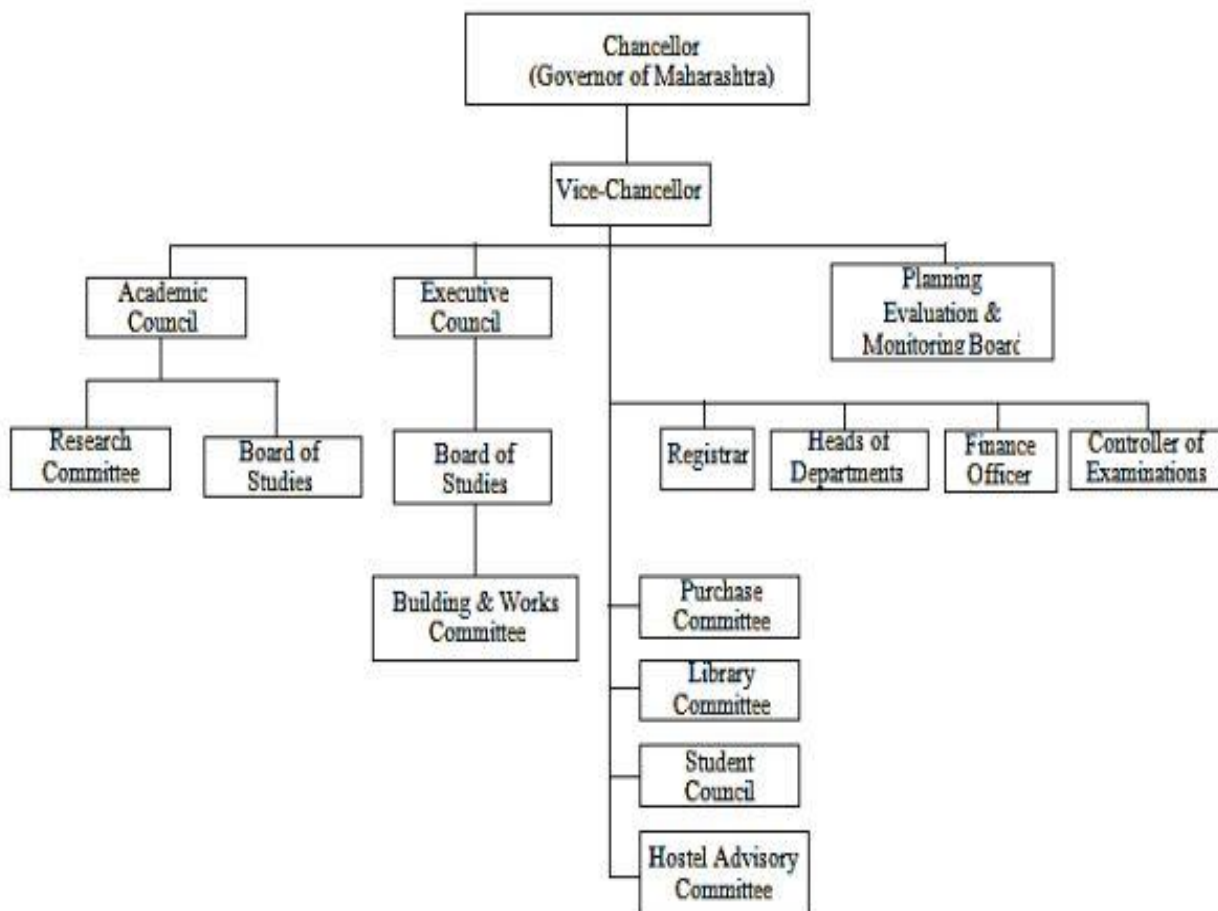 Chancellor
(Governor of Maharashtra)
Vice-Chancellor
Academic
Council
Executive
Council
Planning
Evaluation &
Monitoring Board
Research
Committee
Board of
Studies
Board of
Studies
Registrar
Heads of
Departments
Finance
Officer
Controller of
Examinations
Building & Works
Committee
Purchase
Committee
Library
Committee
Student
Council
Hostel Advisory
Committee